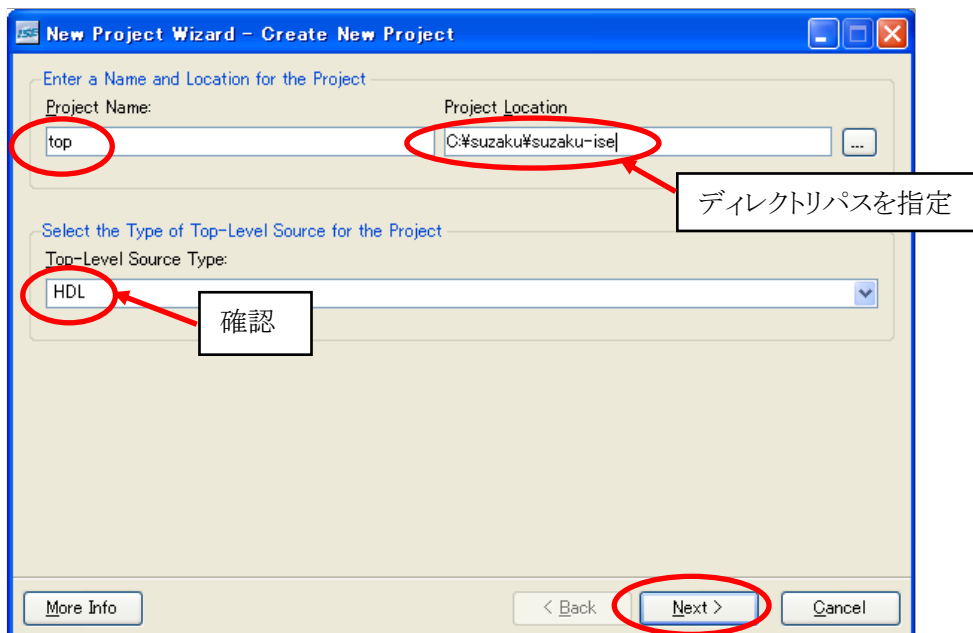 ISE New Project Wizard - Create New Project
Enter a Name and Location for the Project
Project Name:
Project Location
top
C:¥suzaku¥suzaku-ise
...
ディレクトリパスを指定
Select the Type of Top-Level Source for the Project
Top-Level Source Type:
HDL
確認
More Info
< Back
Next >
Cancel